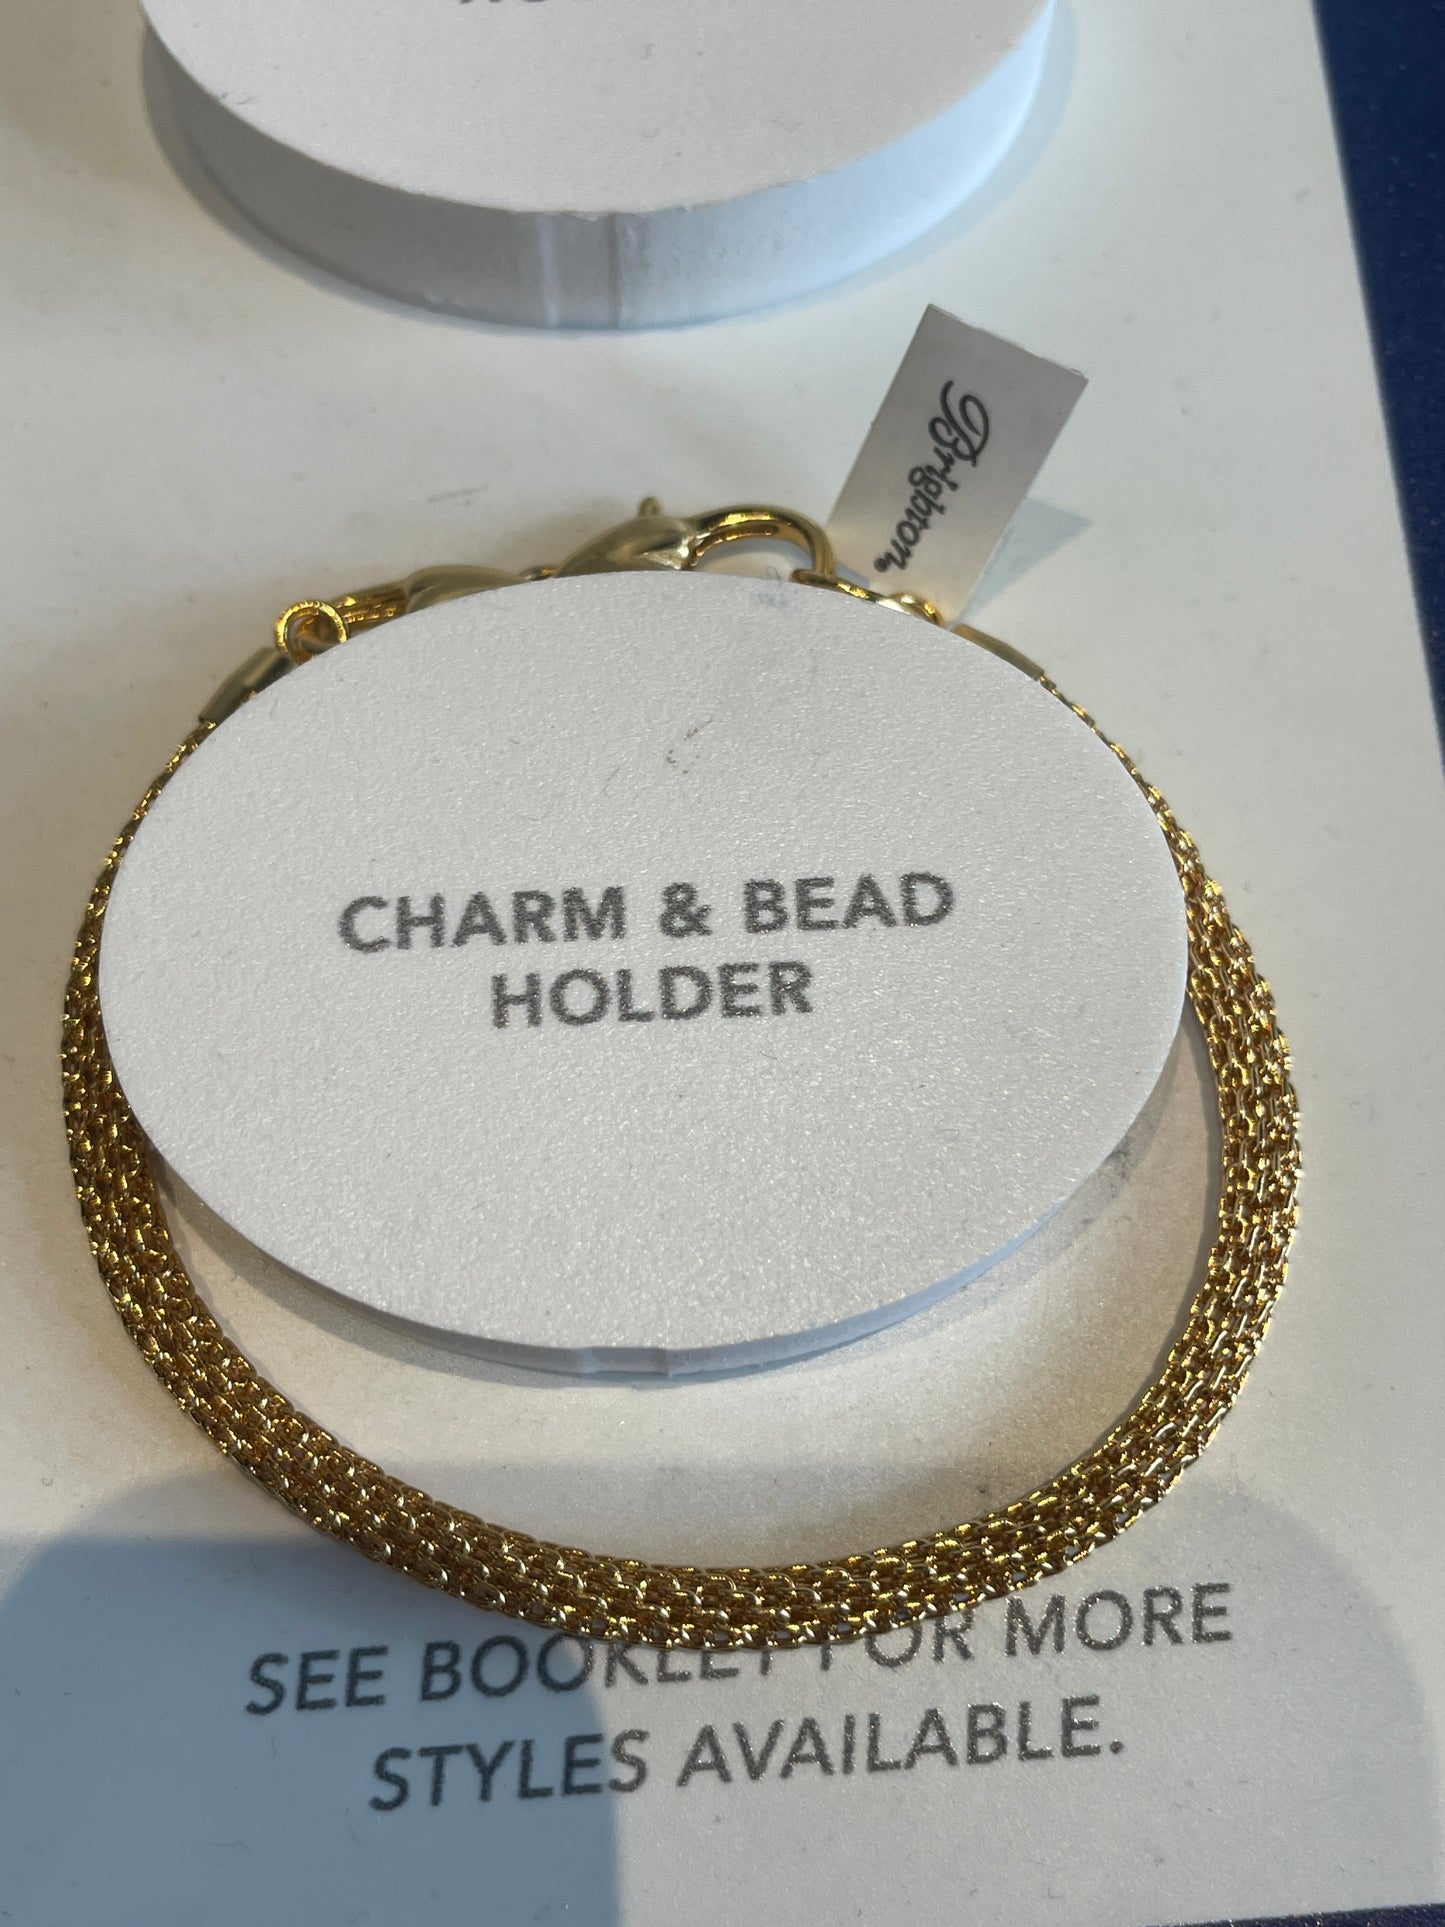 Brighton
CHARM & BEAD
HOLDER
SEE BOOKLET FOR MORE
STYLES AVAILABLE.